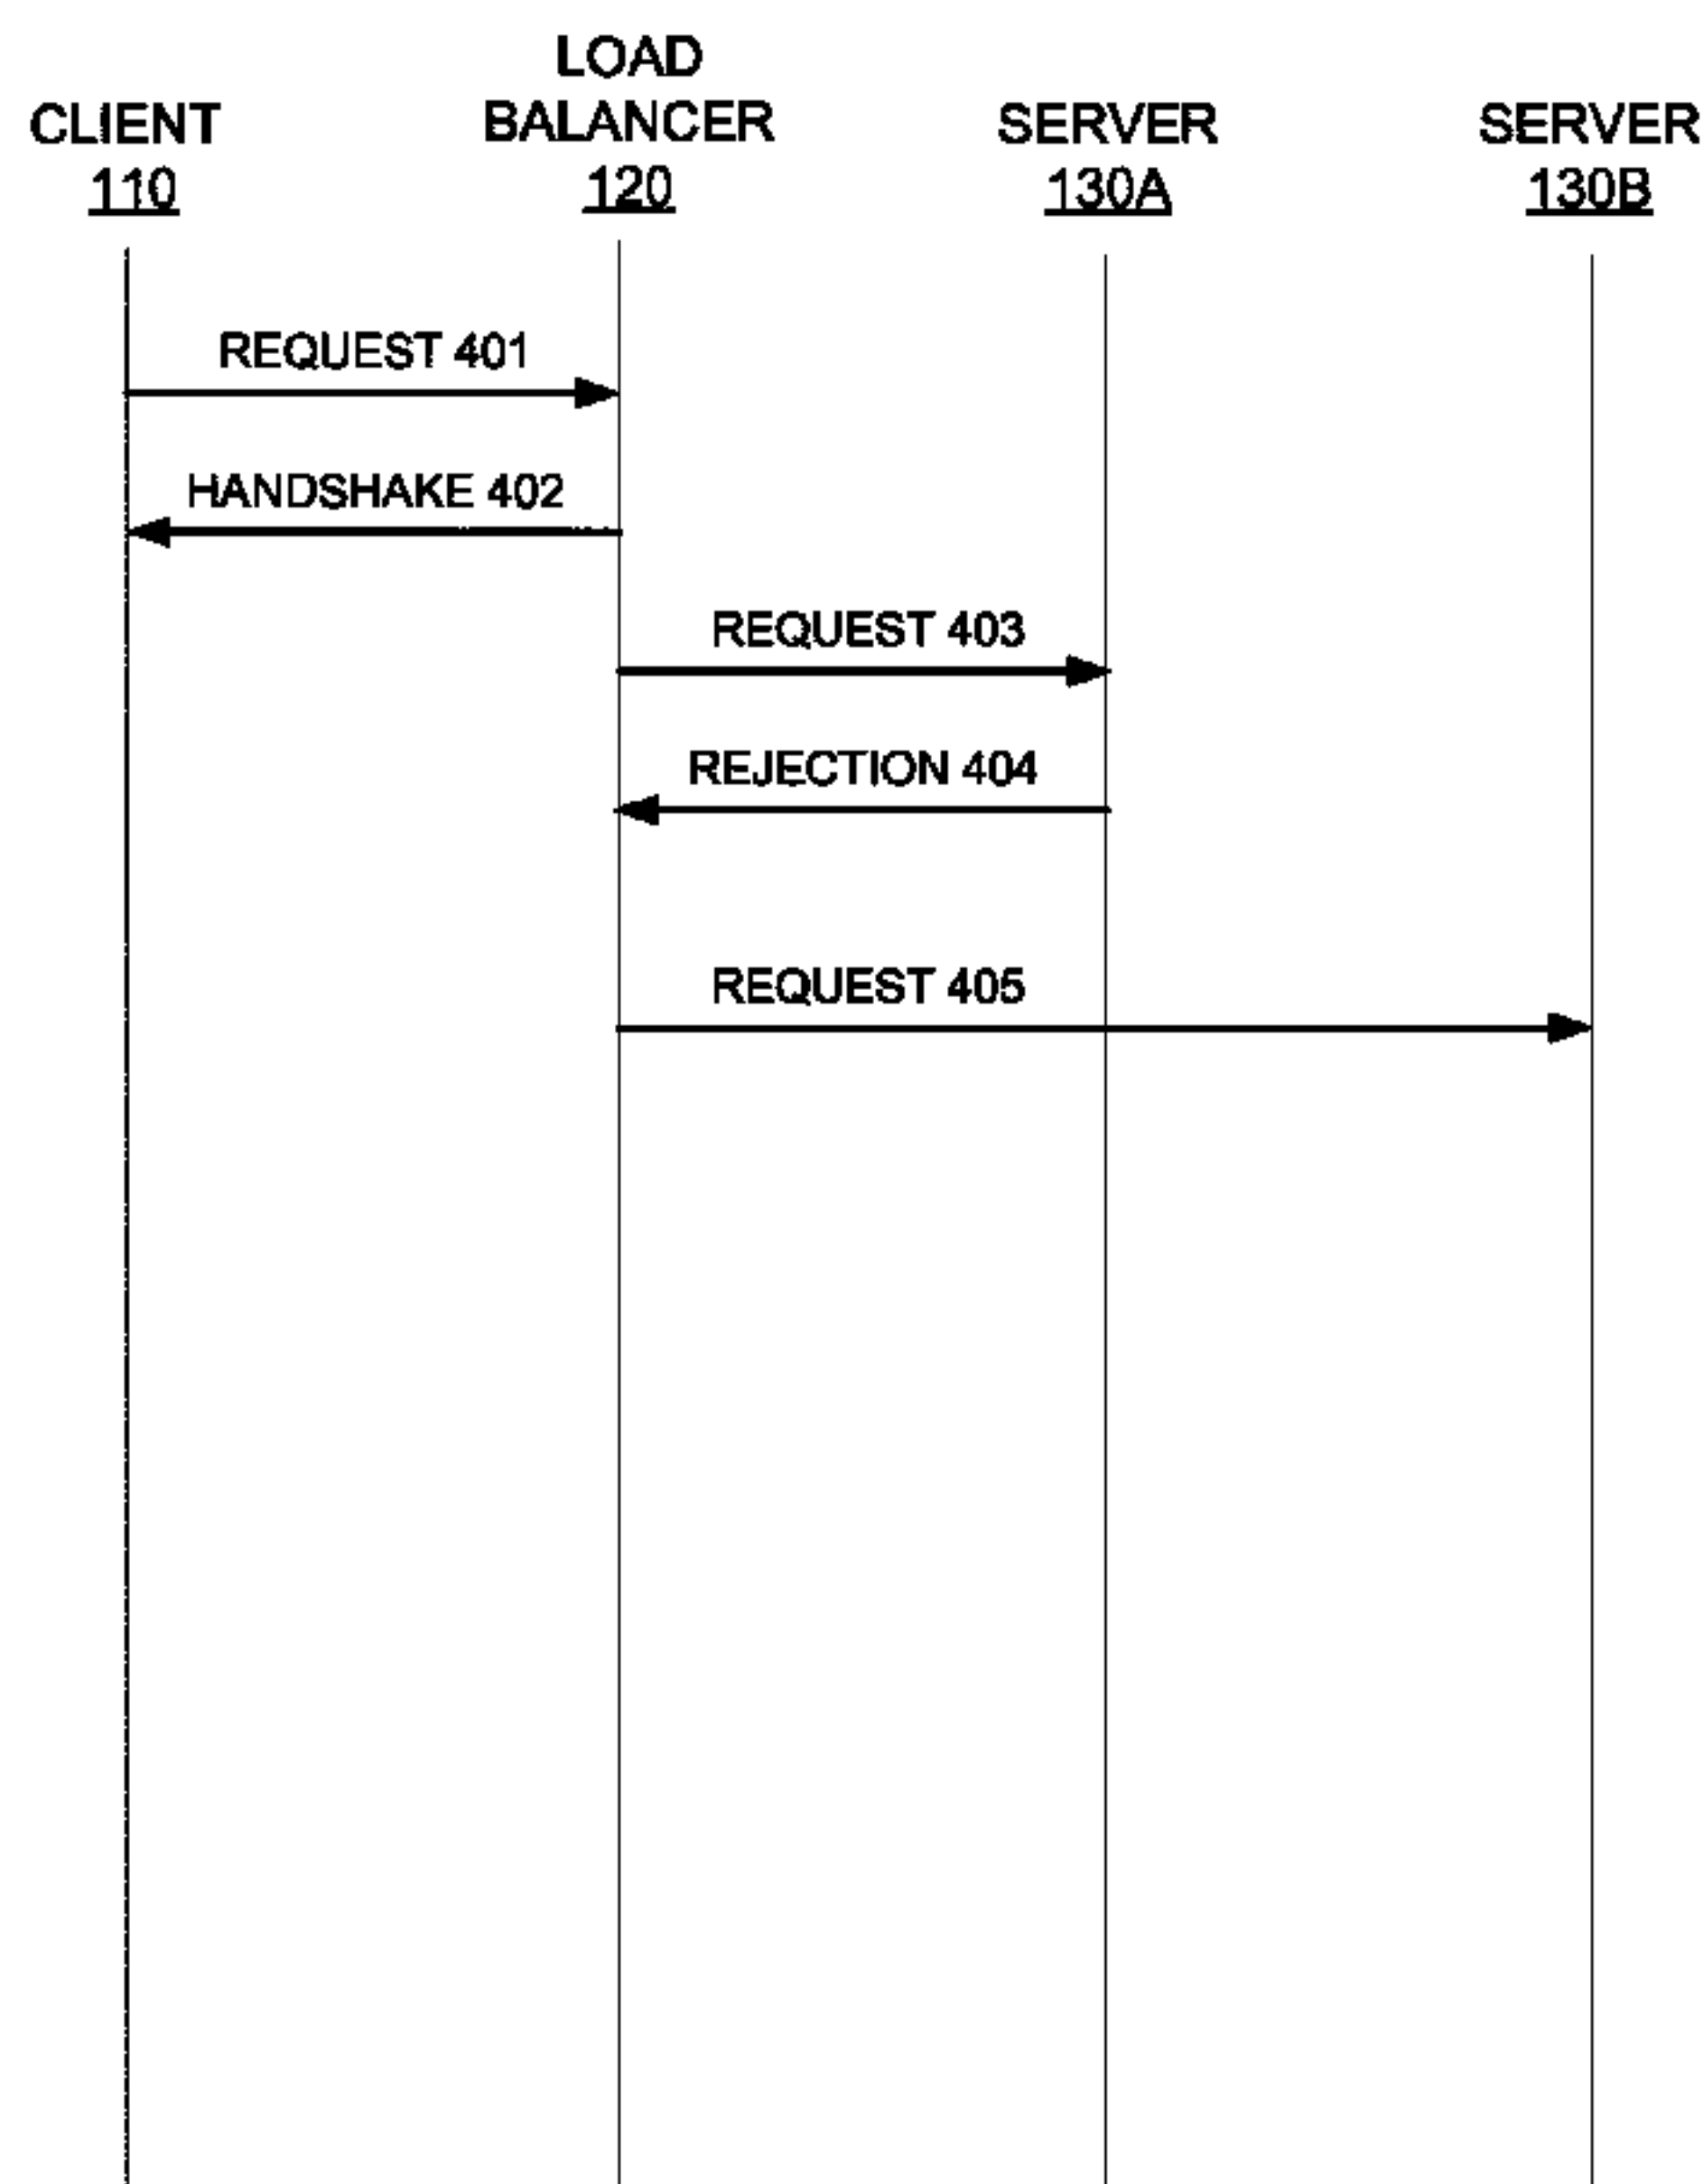 CLIENT
110
LOAD
BALANCER
120
SERVER
130A
SERVER
130B
REQUEST 401
HANDSHAKE 402
REQUEST 403
REJECTION 404
REQUEST 405